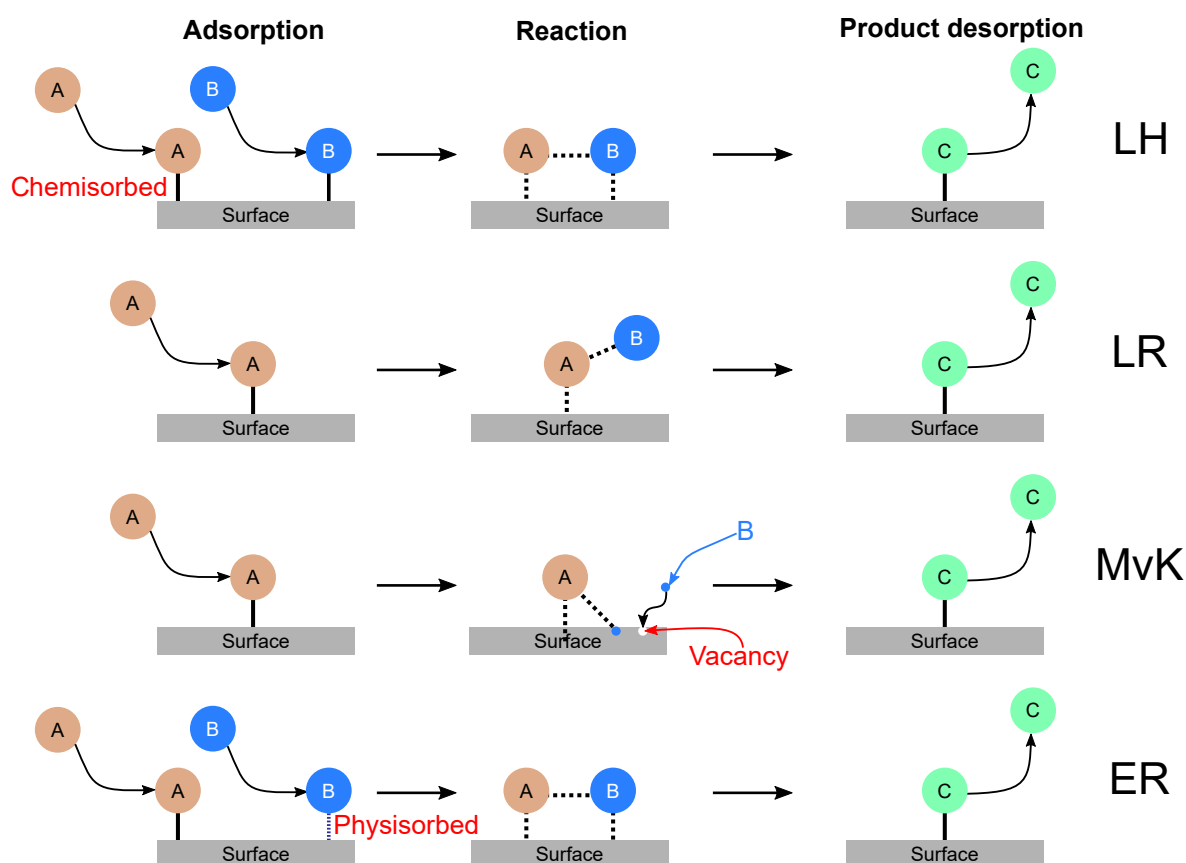 Adsorption Reaction Product desorption
A B C
A B A B C LH
Chemisorbed
Surface Surface Surface
A C
B
A A C LR
Surface Surface Surface
A C
B
A A C MvK
Surface Surface Surface
Vacancy
A B C
A B A B C ER
Physisorbed
Surface Surface Surface